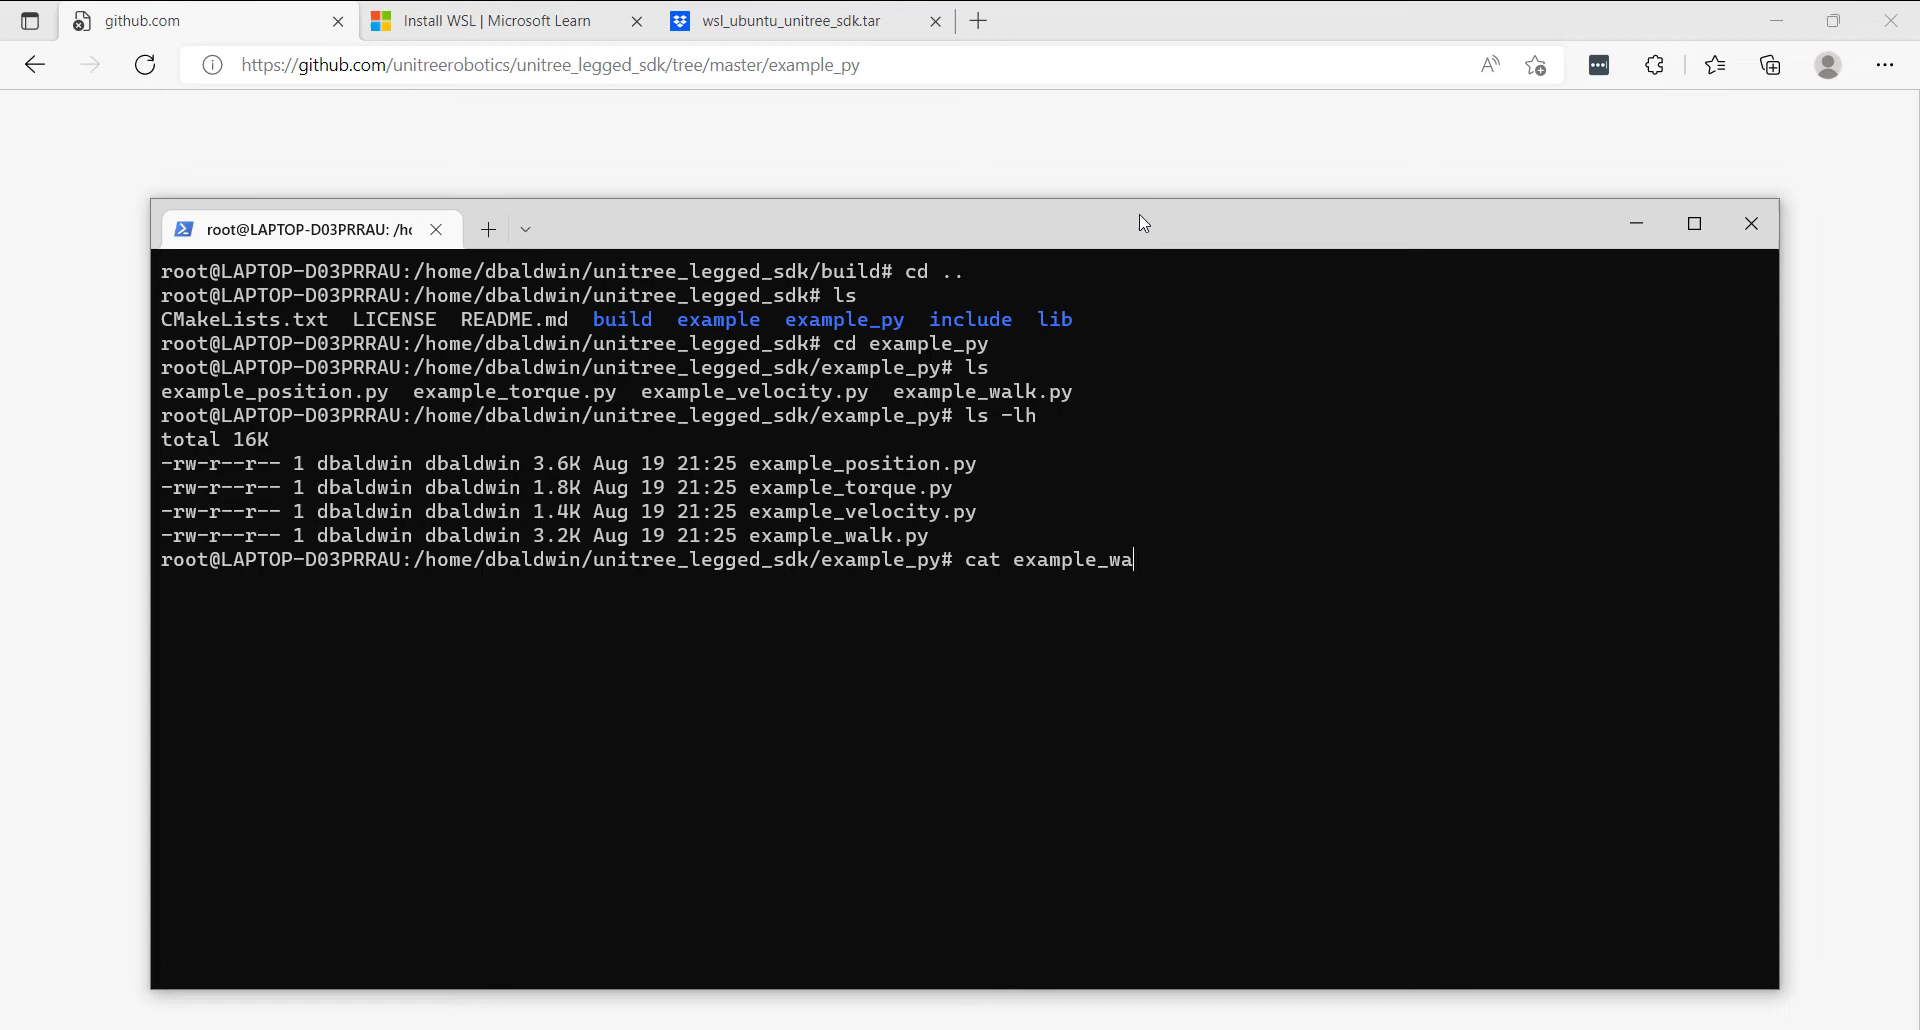 github.com
Install WSL | Microsoft Learn
wsl_ubuntu_unitree_sdk.tar
https://github.com/unitreerobotics/unitree_legged_sdk/tree/master/example_py
root@LAPTOP-D03PRRAU: /hc
root@LAPTOP-D03PRRAU:/home/dbaldwin/unitree_legged_sdk/build# cd ..
root@LAPTOP-D03PRRAU:/home/dbaldwin/unitree_legged_sdk# ls
CMakeLists.txt LICENSE README.md build example example_py include lib
root@LAPTOP-D03PRRAU:/home/dbaldwin/unitree_legged_sdk# cd example_py
root@LAPTOP-D03PRRAU:/home/dbaldwin/unitree_legged_sdk/example_py# ls
example_position.py example_torque.py example_velocity.py example_walk.py
root@LAPTOP-D03PRRAU:/home/dbaldwin/unitree_legged_sdk/example_py# ls -lh
total 16K
-rw-r--r-- 1 dbaldwin dbaldwin 3.6K Aug 19 21:25 example_position.py
-rw-r--r-- 1 dbaldwin dbaldwin 1.8K Aug 19 21:25 example_torque.py
-rw-r--r-- 1 dbaldwin dbaldwin 1.4K Aug 19 21:25 example_velocity.py
-rw-r--r-- 1 dbaldwin dbaldwin 3.2K Aug 19 21:25 example_walk.py
root@LAPTOP-D03PRRAU:/home/dbaldwin/unitree_legged_sdk/example_py# cat example_wa